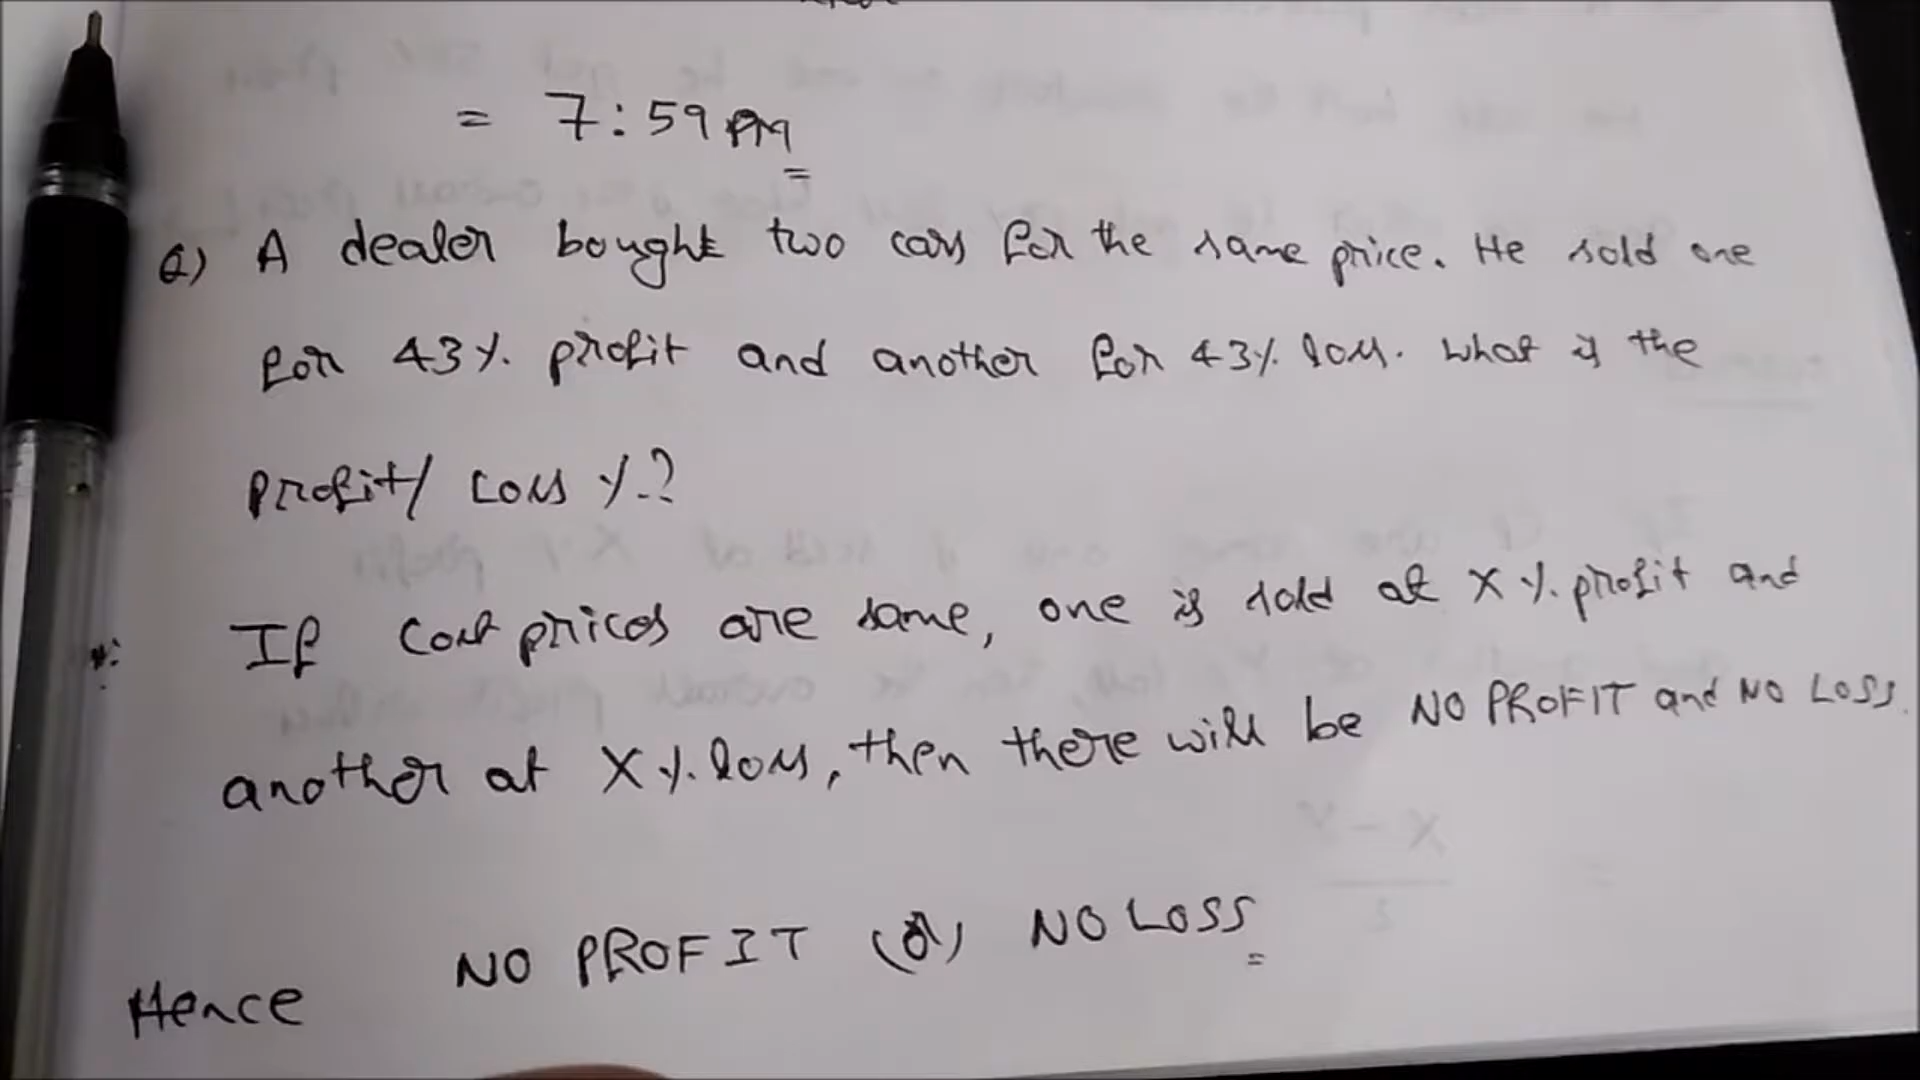 = 7:59 PM
Q) A dealer bought two cars for the same price. He sold one
for 43%. profit and another for 43% loss. What is the
Profit/ Loss %?
If Cost prices are same, one is sold at X %. profit and
another at X %. loss, then there will be NO PROFIT and NO LOSS.
NO PROFIT (or) NO LOSS
Hence